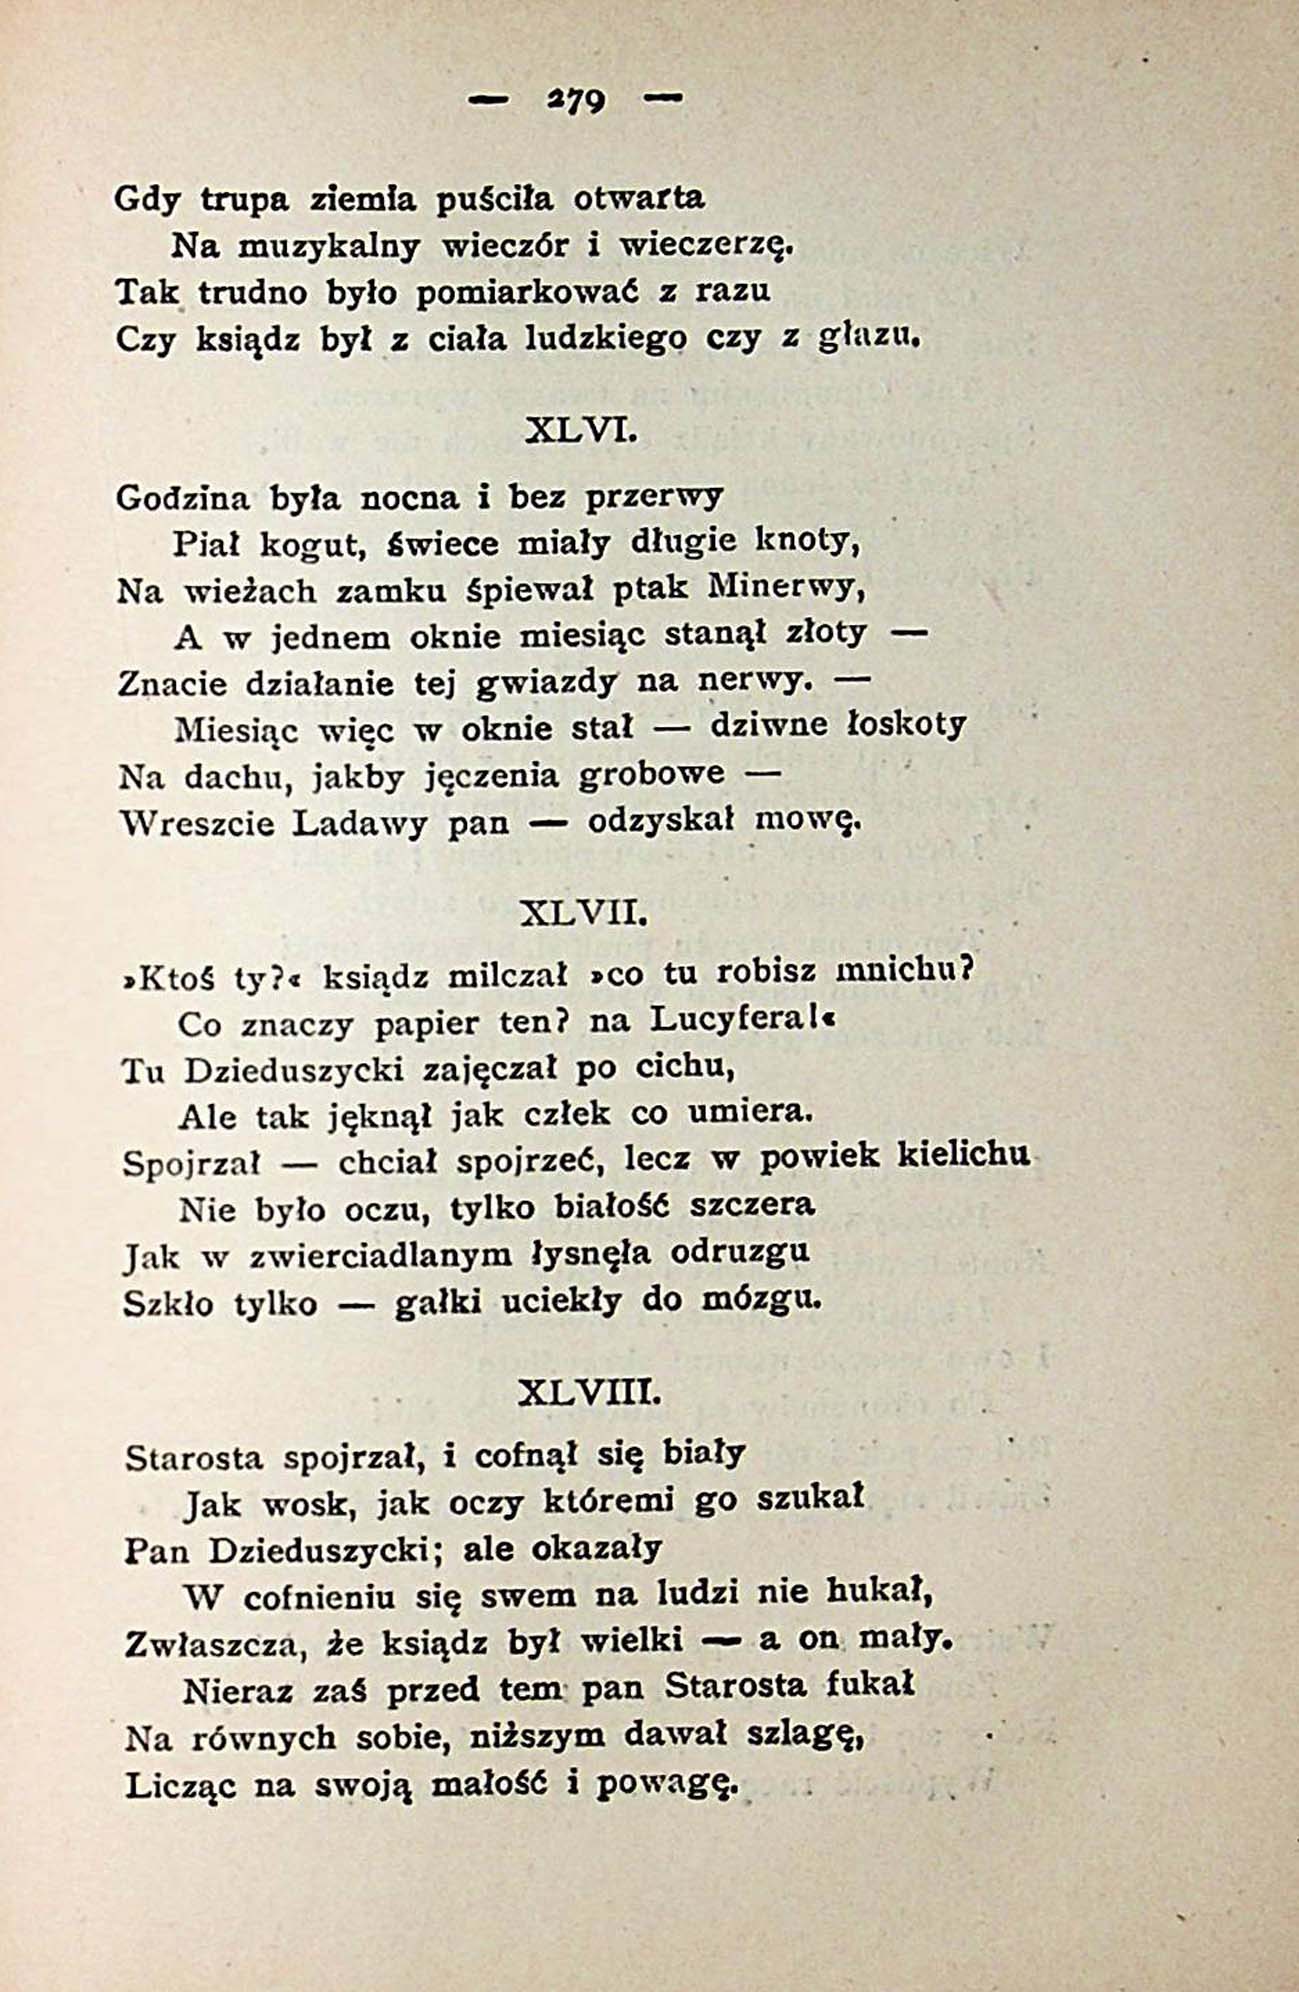 — 279 —
Gdy trupa ziemia puściła otwarta
Na muzykalny wieczór i wieczerzę.
Tak trudno było pomiarkować z razu
Czy ksiądz był z ciała ludzkiego czy z głazu.
XLVI.
Godzina była nocna i bez przerwy
Piał kogut, świece miały długie knoty,
Na wieżach zamku śpiewał ptak Minerwy,
A w jednem oknie miesiąc stanął złoty —
Znacie działanie tej gwiazdy na nerwy. —
Miesiąc więc w oknie stał — dziwne łoskoty
Na dachu, jakby jęczenia grobowe —
Wreszcie Ladawy pan — odzyskał mowę.
XLVII.
»Ktoś ty?« ksiądz milczał »co tu robisz mnichu?
Co znaczy papier ten? na Lucyfera!«
Tu Dzieduszycki zajęczał po cichu,
Ale tak jęknął jak człek co umiera.
Spojrzał — chciał spojrzeć, lecz w powiek kielichu
Nie było oczu, tylko białość szczera
Jak w zwierciadlanym łysnęła odruzgu
Szkło tylko — gałki uciekły do mózgu.
XLVIII.
Starosta spojrzał, i cofnął się biały
Jak wosk, jak oczy któremi go szukał
Pan Dzieduszycki; ale okazały
W cofnieniu się swem na ludzi nie hukał,
Zwłaszcza, że ksiądz był wielki — a on mały.
Nieraz zaś przed tem pan Starosta fukał
Na równych sobie, niższym dawał szlagę,
Licząc na swoją małość i powagę.